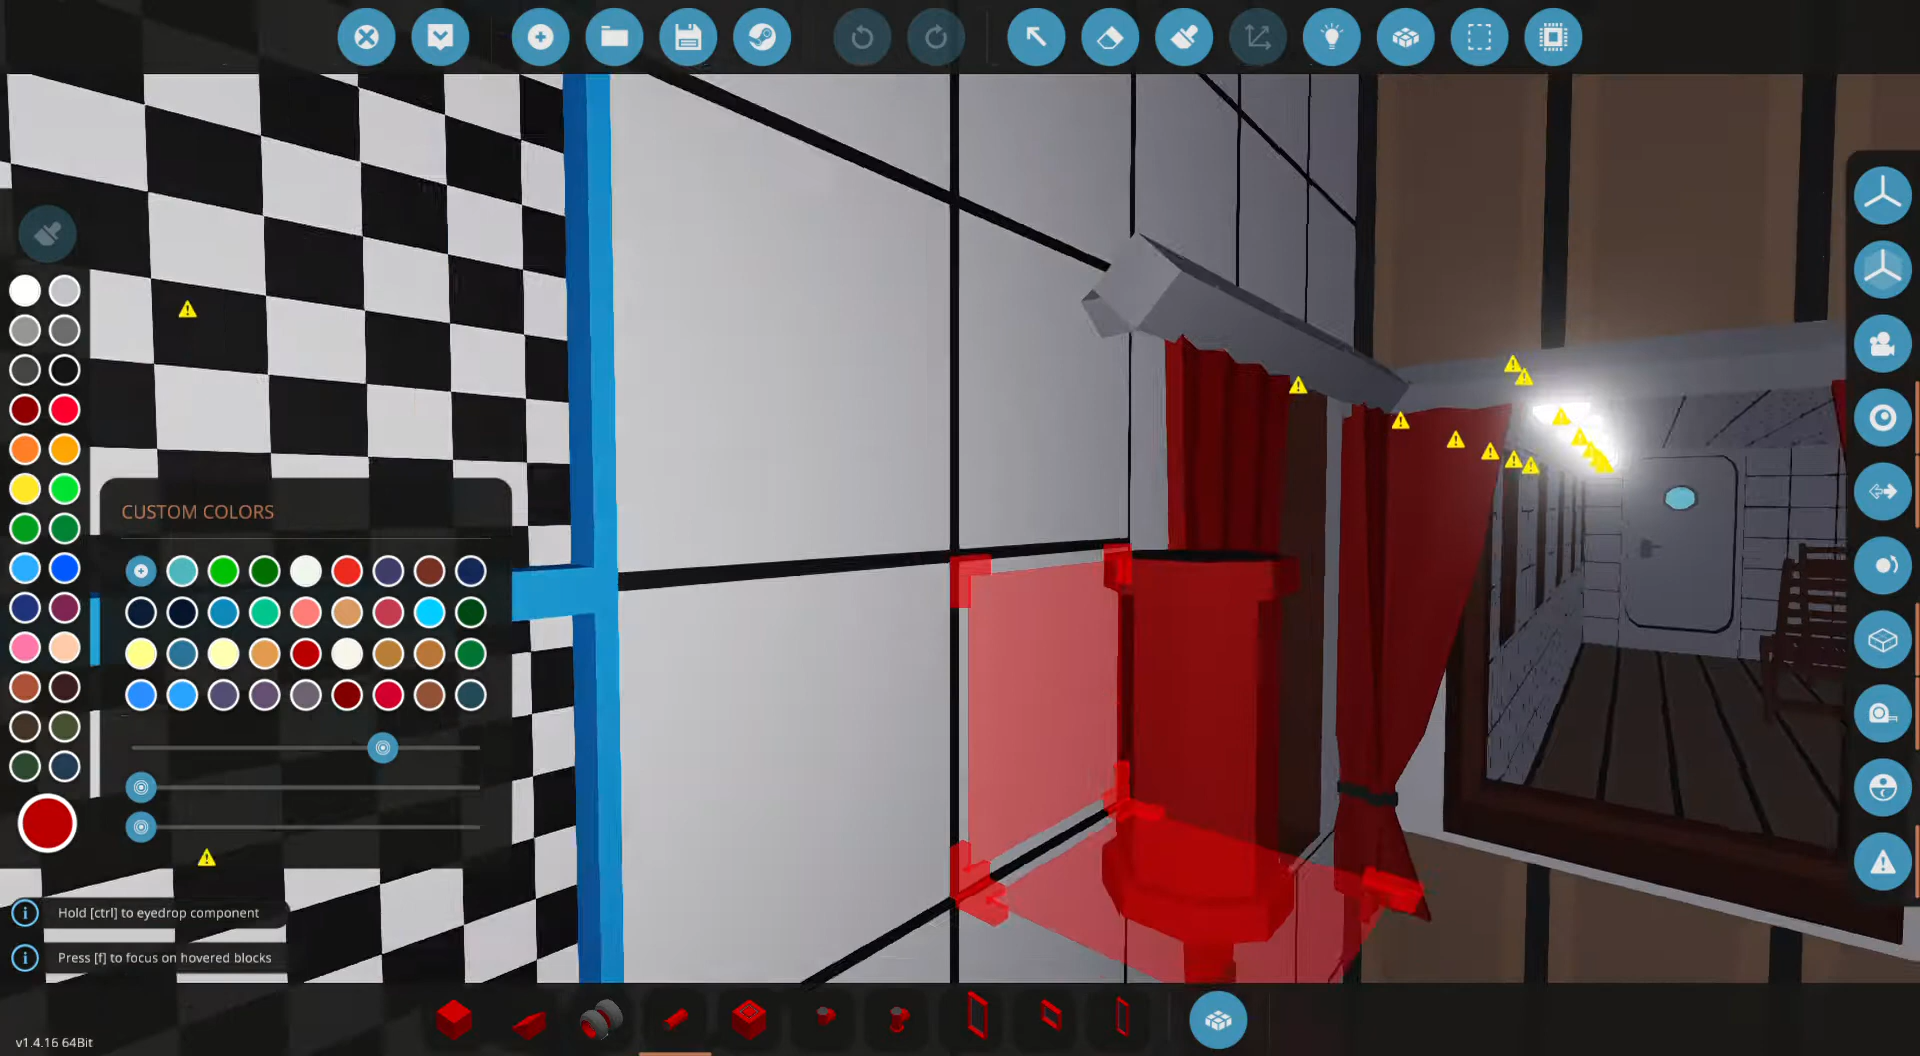 CUSTOM COLORS
Hold [ctrl] to eyedrop component
Press [f] to focus on hovered blocks
v1.4.16 64Bit